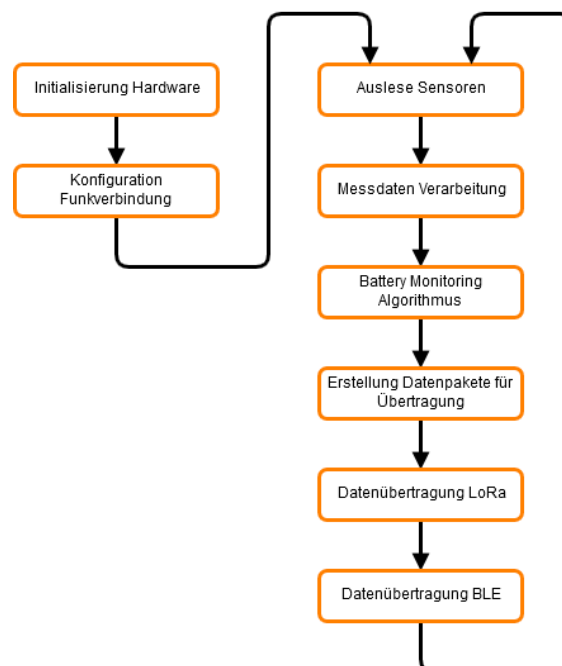 Initialisierung Hardware
Konfiguration
Funkverbindung
Auslese Sensoren
Messdaten Verarbeitung
Battery Monitoring
Algorithmus
Erstellung Datenpakete für
Übertragung
Datenübertragung LoRa
Datenübertragung BLE